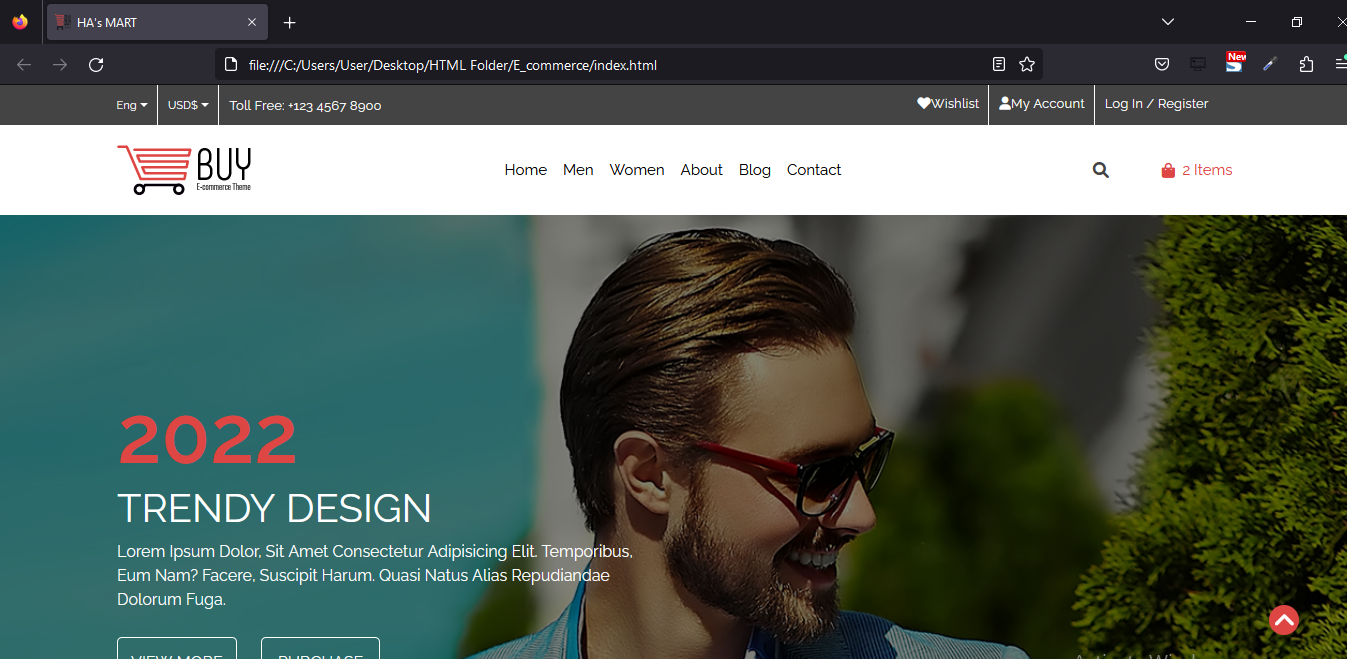 HA's MART
file:///C:/Users/User/Desktop/HTML Folder/E_commerce/index.html
New
S
Eng USD$ Toll Free: +123 4567 8900 Wishlist My Account Log In / Register
BUY
E-commerce Theme
Home Men Women About Blog Contact 2 Items
2022
TRENDY DESIGN
Lorem Ipsum Dolor, Sit Amet Consectetur Adipisicing Elit. Temporibus,
Eum Nam? Facere, Suscipit Harum. Quasi Natus Alias Repudiandae
Dolorum Fuga.
VIEW MORE PURCHASE